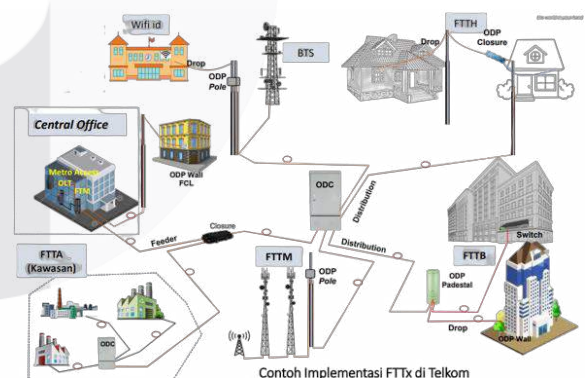 Wifi id
Drop
ODP
Pole
BTS
FTTH
Drop
ODP
Closure
Central Office
Metro Access
OLT
FTM
ODP Wall
FCL
ODC
Distribution
Feeder
Closure
Distribution
FTTA
(Kawasan)
ODC
FTTM
ODP
Pole
Switch
FTTB
ODP
Padestal
Drop
ODP Wall
Contoh Implementasi FTTx di Telkom